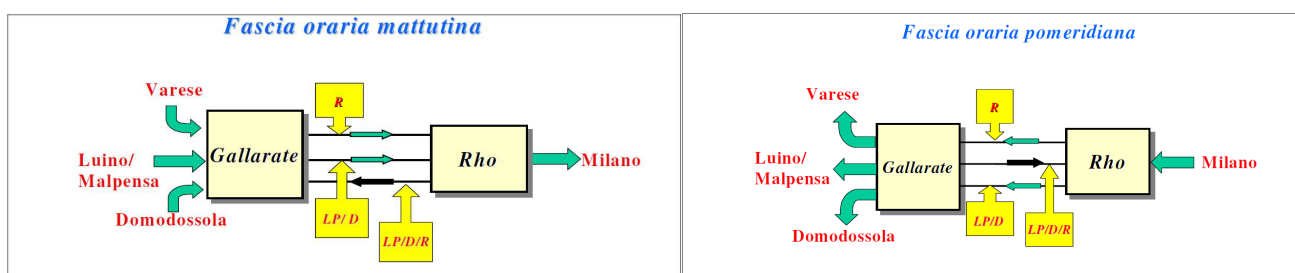 Fascia oraria mattutina
Varese
R
Luino/
Malpensa
Gallarate
Rho
Milano
Domodossola
LP/ D
LP/D/R
Fascia oraria pomeridiana
Varese
R
Luino/
Malpensa
Gallarate
Rho
Milano
Domodossola
LP/D
LP/D/R